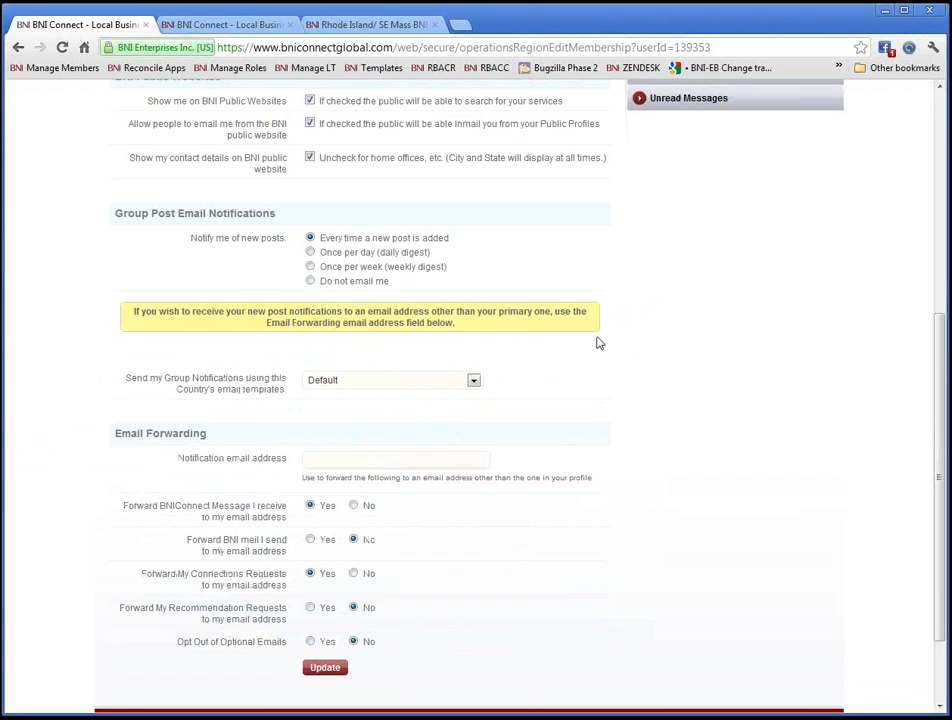 BNI Connect - Local Busin
BNI Connect - Local Busin
Rhode Island/ SE Mass BNI
BNI Enterprises Inc. [US]
https://www.bniconnectglobal.com/web/secure/operationsRegionEditMembership?userId=139353
BNI Manage Members
BNI Reconcile Apps
BNI Manage Roles
BNI Manage LT
BNI Templates
BNI RBACR
BNI RBACC
Bugzilla Phase 2
BNI ZENDESK
BNI-EB Change tra...
»
Other bookmarks
Unread Messages
Show me on BNI Public Websites
If checked the public will be able to search for your services
Allow people to email me from the BNI
public website
If checked the public will be able Inmail you from your Public Profiles
Show my contact details on BNI public
website
Uncheck for home offices, etc. (City and State will display at all times.)
Group Post Email Notifications
Notify me of new posts:
Every time a new post is added
Once per day (daily digest)
Once per week (weekly digest)
Do not email me
If you wish to receive your new post notifications to an email address other than your primary one, use the
Email Forwarding email address field below.
Send my Group Notifications using this
Country's email templates:
Default
Email Forwarding
Notification email address
Use to forward the following to an email address other than the one in your profile
Forward BNIConnect Message I receive
to my email address
Yes
No
Forward BNI mail I send
to my email address
Yes
No
Forward My Connections Requests
to my email address
Yes
No
Forward My Recommendation Requests
to my email address
Yes
No
Opt Out of Optional Emails
Yes
No
Update